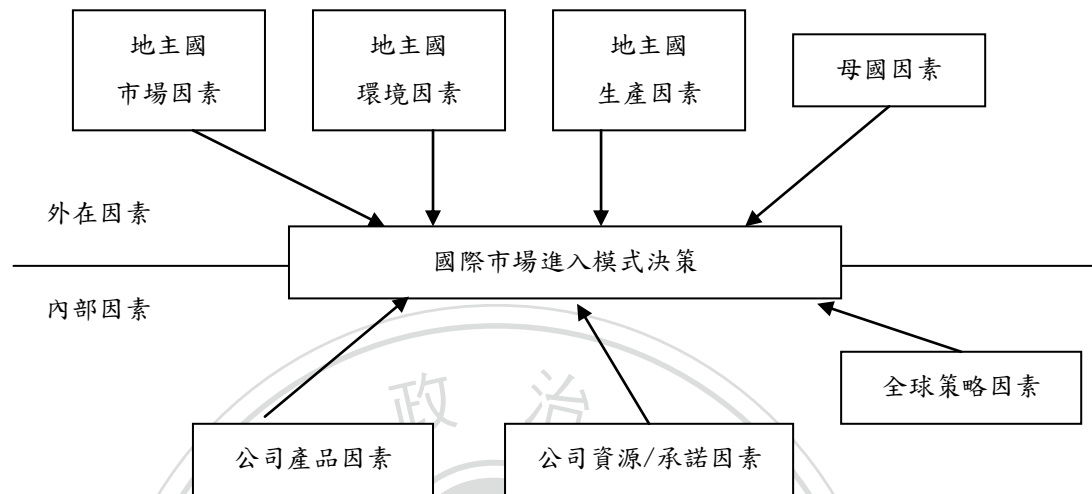 地主國
市場因素
地主國
環境因素
地主國
生產因素
母國因素
外在因素
國際市場進入模式決策
內部因素
全球策略因素
政 治
公司產品因素
公司資源/承諾因素